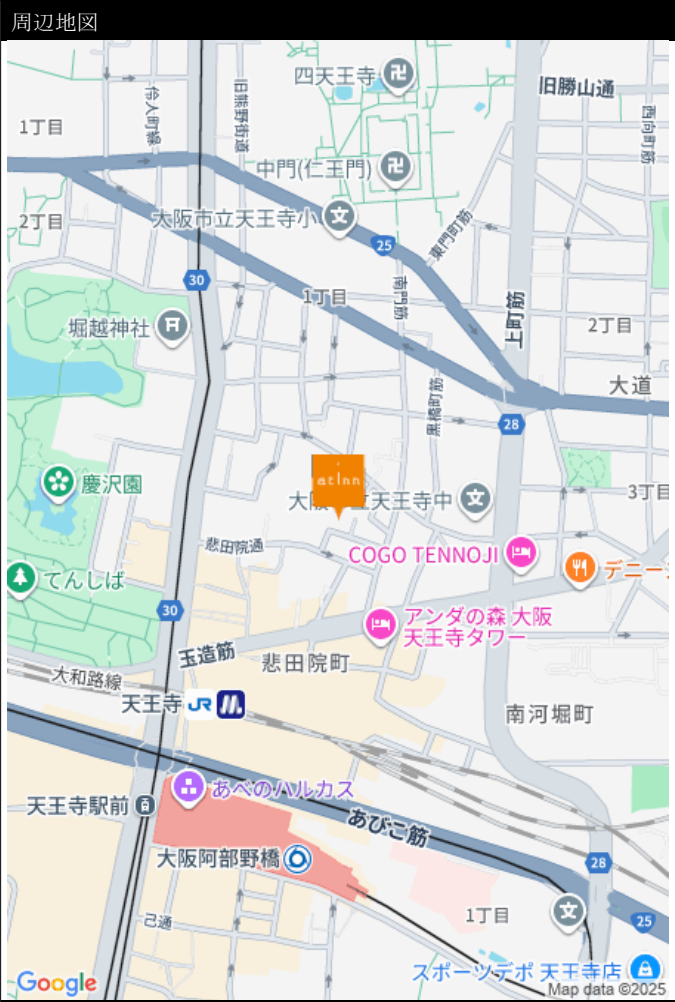 周辺地図
四天王寺
旧勝山通
伶人町線
旧熊野街道
西向町筋
1丁目
中門(仁王門)
2丁目
大阪市立天王寺小
東門町筋
25
30
南門筋
1丁目
上町筋
堀越神社
2丁目
大道
黒橋町筋
28
at Inn
慶沢園
大阪 立天王寺中
3丁目
悲田院通
COGO TENNOJI
デニー
てんしば
30
アンダの森 大阪
天王寺タワー
玉造筋
悲田院町
大和路線
天王寺
JR
南河堀町
あべのハルカス
天王寺駅前
あびこ筋
大阪阿部野橋
28
1丁目
己通
25
スポーツデポ 天王寺店
Google
Map data ©2025